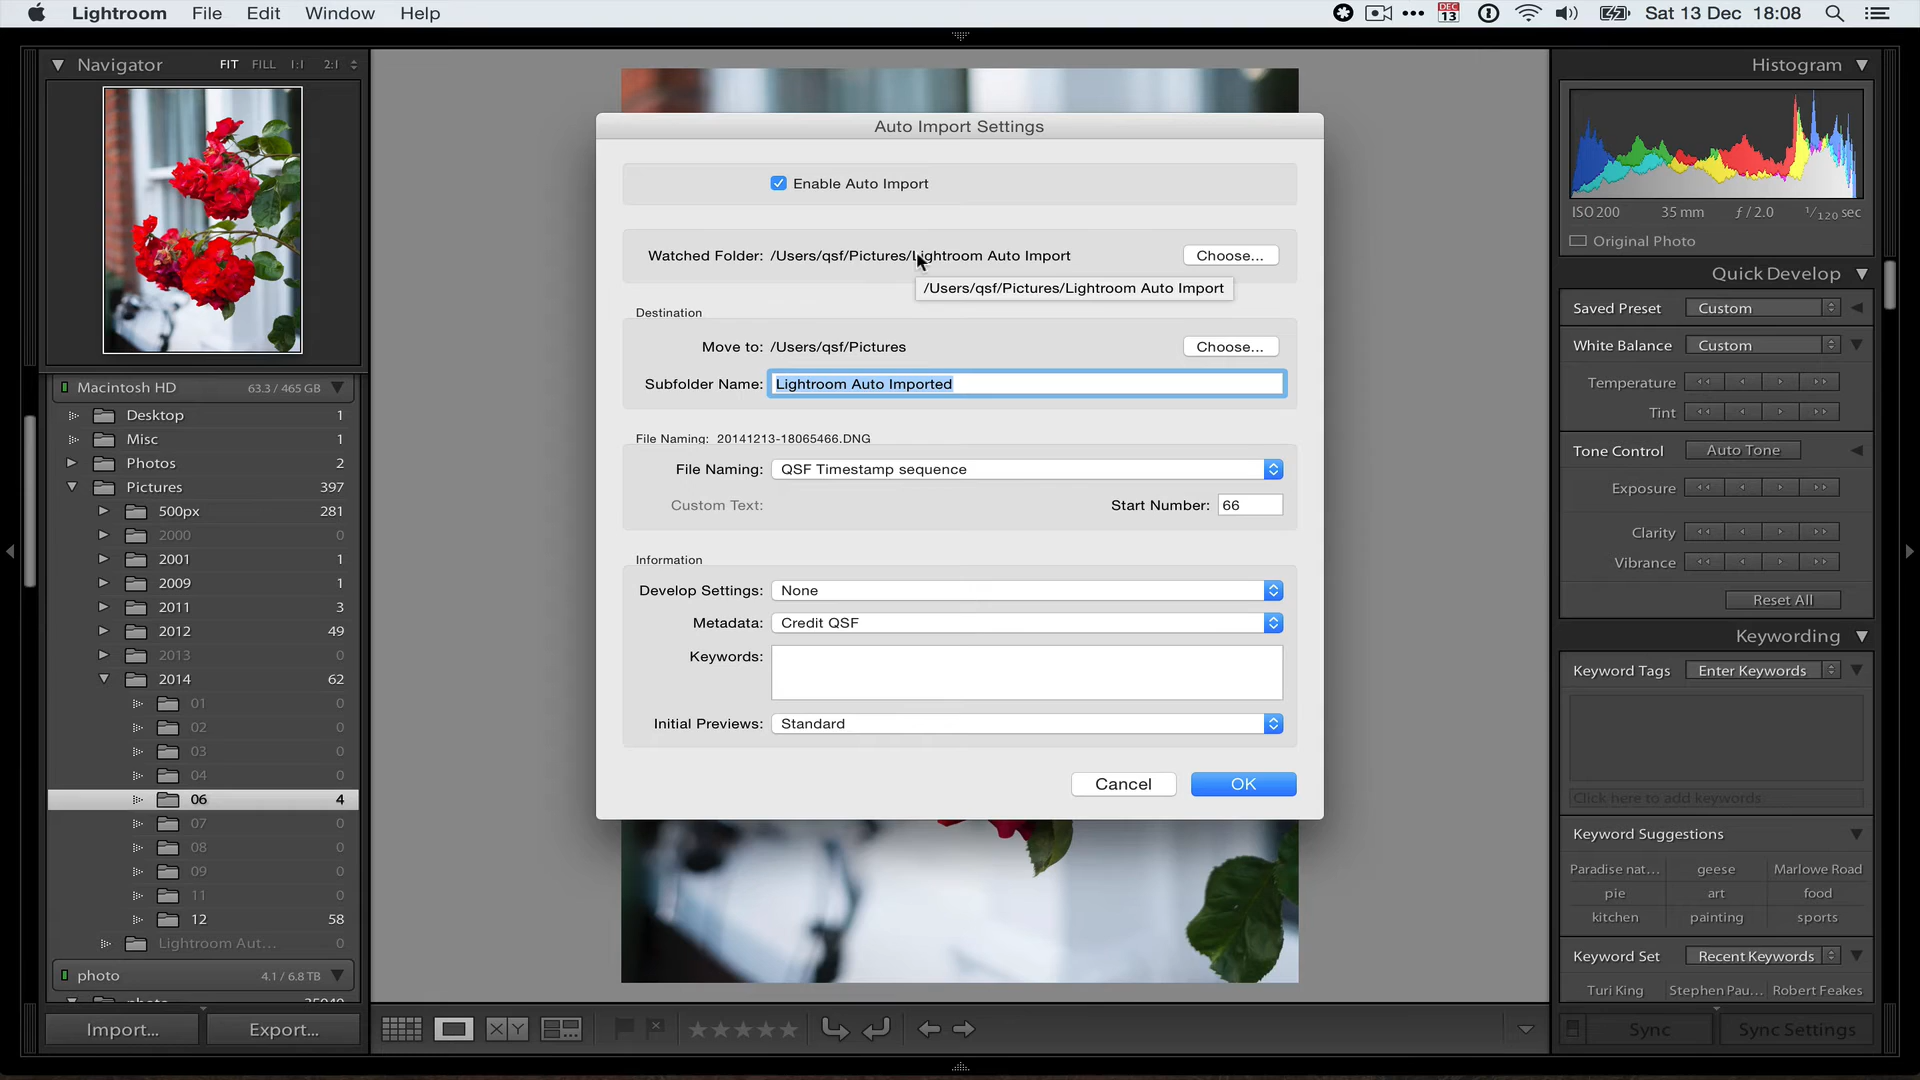 Lightroom File Edit Window Help
DEC 13 Sat 13 Dec 18:08
Navigator FIT FILL 1:1 2:1
Macintosh HD 63.3 / 465 GB
Desktop 1
Misc 1
Photos 2
Pictures 397
500px 281
2000 0
2001 1
2009 1
2011 3
2012 49
2013 0
2014 62
01 0
02 0
03 0
04 0
06 4
07 0
08 0
09 0
11 0
12 58
Lightroom Aut... 0
photo 4.1 / 6.8 TB
Import... Export...
Auto Import Settings
Enable Auto Import
Watched Folder: /Users/qsf/Pictures/Lightroom Auto Import Choose...
/Users/qsf/Pictures/Lightroom Auto Import
Destination
Move to: /Users/qsf/Pictures Choose...
Subfolder Name: Lightroom Auto Imported
File Naming: 20141213-18065466.DNG
File Naming: QSF Timestamp sequence
Custom Text: Start Number: 66
Information
Develop Settings: None
Metadata: Credit QSF
Keywords:
Initial Previews: Standard
Cancel OK
X Y
Histogram
ISO 200 35 mm ƒ / 2.0 1/120 sec
Original Photo
Quick Develop
Saved Preset Custom
White Balance Custom
Temperature
Tint
Tone Control Auto Tone
Exposure
Clarity
Vibrance
Reset All
Keywording
Keyword Tags Enter Keywords
Click here to add keywords
Keyword Suggestions
Paradise nat... geese Marlowe Road
pie art food
kitchen painting sports
Keyword Set Recent Keywords
Turi King Stephen Pau... Robert Feakes
Sync Sync Settings